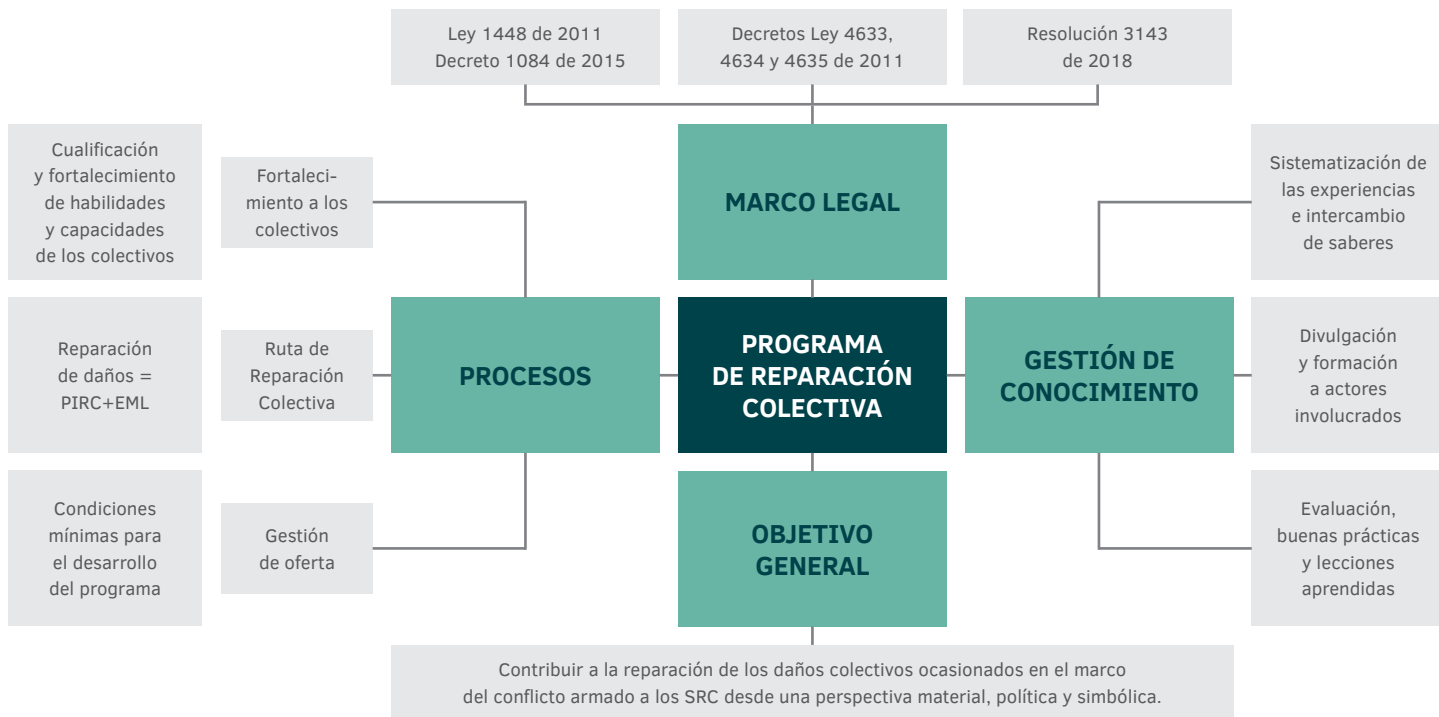 Ley 1448 de 2011
Decreto 1084 de 2015
Decretos Ley 4633,
4634 y 4635 de 2011
Resolución 3143
de 2018
MARCO LEGAL
Cualificación
y fortalecimiento
de habilidades
y capacidades
de los colectivos
Fortaleci-
miento a los
colectivos
Sistematización de
las experiencias
e intercambio
de saberes
Reparación
de daños =
PIRC+EML
Ruta de
Reparación
Colectiva
PROCESOS
PROGRAMA
DE REPARACIÓN
COLECTIVA
GESTIÓN DE
CONOCIMIENTO
Divulgación
y formación
a actores
involucrados
Condiciones
mínimas para
el desarrollo
del programa
Gestión
de oferta
OBJETIVO
GENERAL
Evaluación,
buenas prácticas
y lecciones
aprendidas
Contribuir a la reparación de los daños colectivos ocasionados en el marco
del conflicto armado a los SRC desde una perspectiva material, política y simbólica.